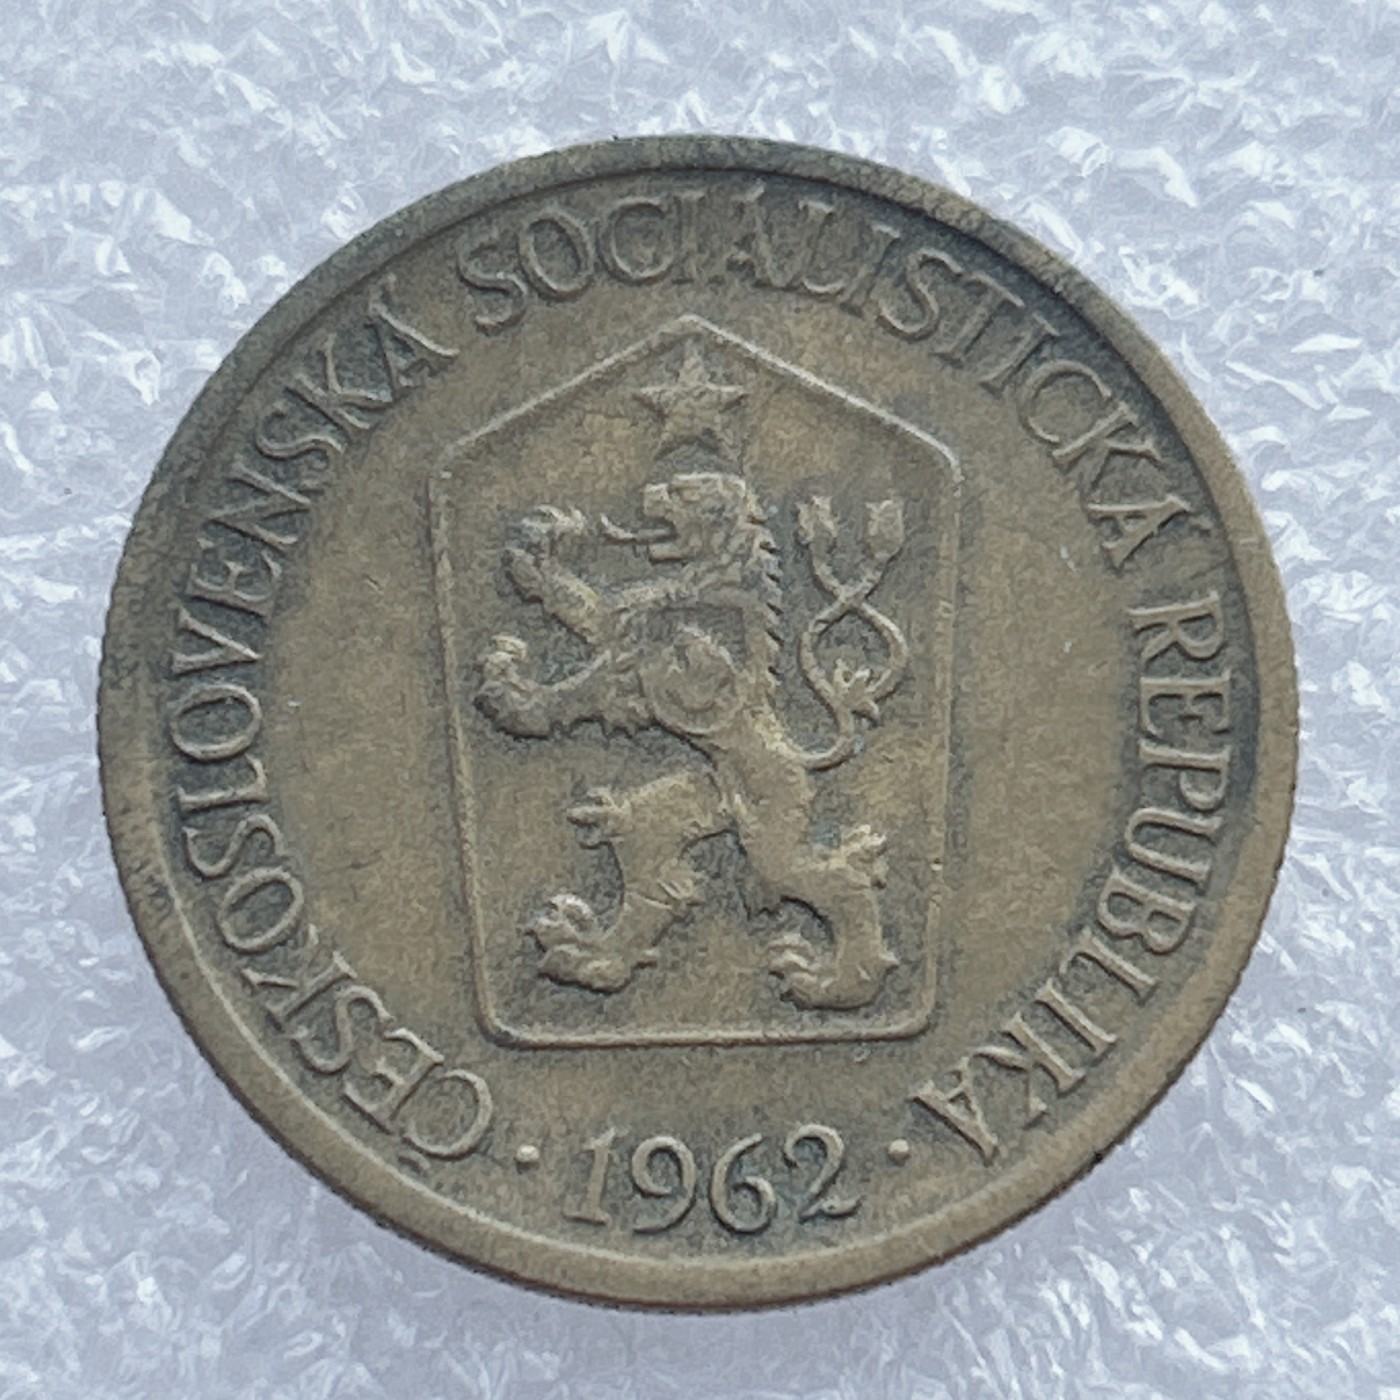 ČESKOSLOVENSKÁ SOCIALISTICKÁ REPUBLIKA
· 1962 ·